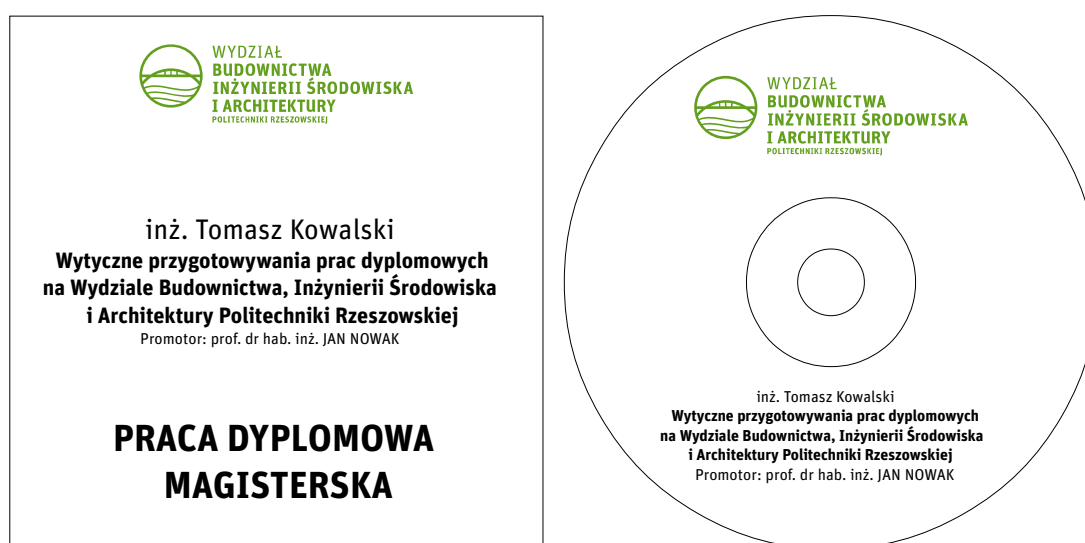 WYDZIAŁ
BUDOWNICTWA
INŻYNIERII ŚRODOWISKA
I ARCHITEKTURY
POLITECHNIKI RZESZOWSKIEJ
inż. Tomasz Kowalski
Wytyczne przygotowywania prac dyplomowych
na Wydziale Budownictwa, Inżynierii Środowiska
i Architektury Politechniki Rzeszowskiej
Promotor: prof. dr hab. inż. JAN NOWAK
PRACA DYPLOMOWA
MAGISTERSKA
WYDZIAŁ
BUDOWNICTWA
INŻYNIERII ŚRODOWISKA
I ARCHITEKTURY
POLITECHNIKI RZESZOWSKIEJ
inż. Tomasz Kowalski
Wytyczne przygotowywania prac dyplomowych
na Wydziale Budownictwa, Inżynierii Środowiska
i Architektury Politechniki Rzeszowskiej
Promotor: prof. dr hab. inż. JAN NOWAK